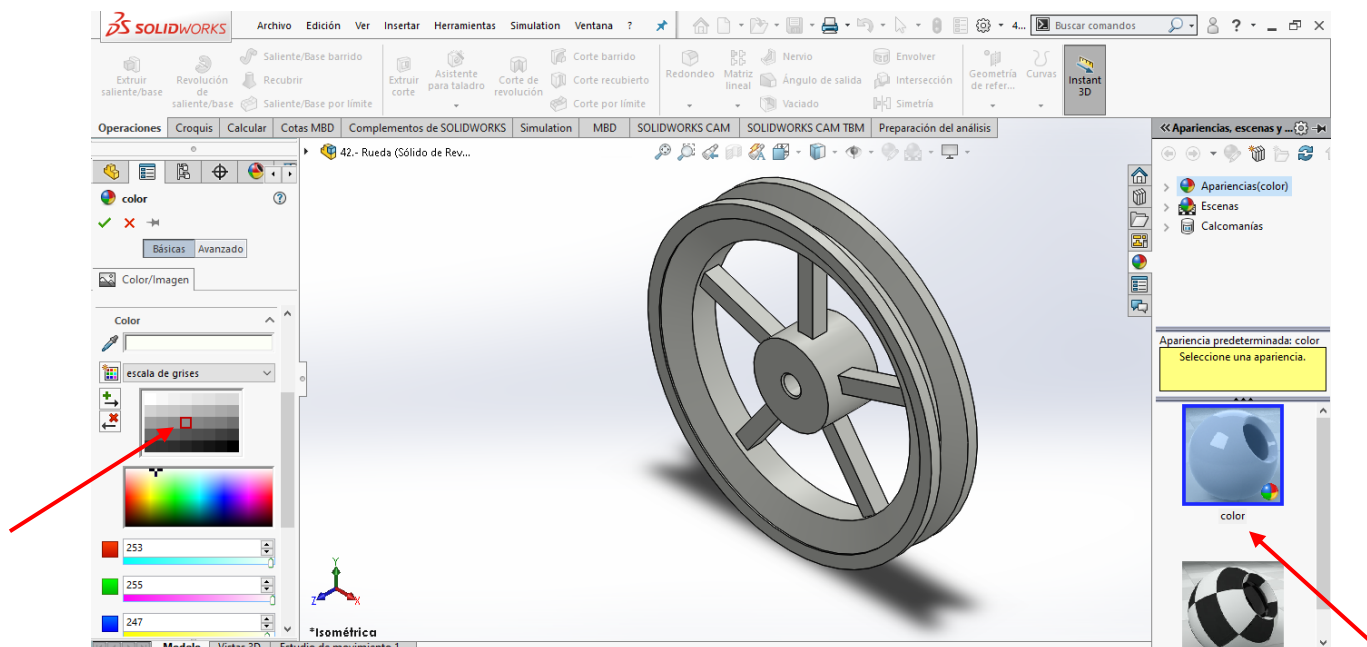 SOLIDWORKS
Archivo Edición Ver Insertar Herramientas Simulation Ventana ?
4...
Buscar comandos
Extruir saliente/base
Revolución de saliente/base
Saliente/Base barrido
Recubrir
Saliente/Base por límite
Extruir corte
Asistente para taladro
Corte de revolución
Corte barrido
Corte recubierto
Corte por límite
Redondeo
Matriz lineal
Nervio
Ángulo de salida
Vaciado
Envolver
Intersección
Simetría
Geometría de refer...
Curvas
Instant 3D
Operaciones Croquis Calcular Cotas MBD Complementos de SOLIDWORKS Simulation MBD SOLIDWORKS CAM SOLIDWORKS CAM TBM Preparación del análisis
42.- Rueda (Sólido de Rev...
color
Básicas Avanzado
Color/Imagen
Color
escala de grises
253
255
247
Y
Z
X
*Isométrica
Modelo Vistas 3D Estudio de movimiento 1
Apariencias, escenas y ...
Apariencias(color)
Escenas
Calcomanías
Apariencia predeterminada: color
Seleccione una apariencia.
color